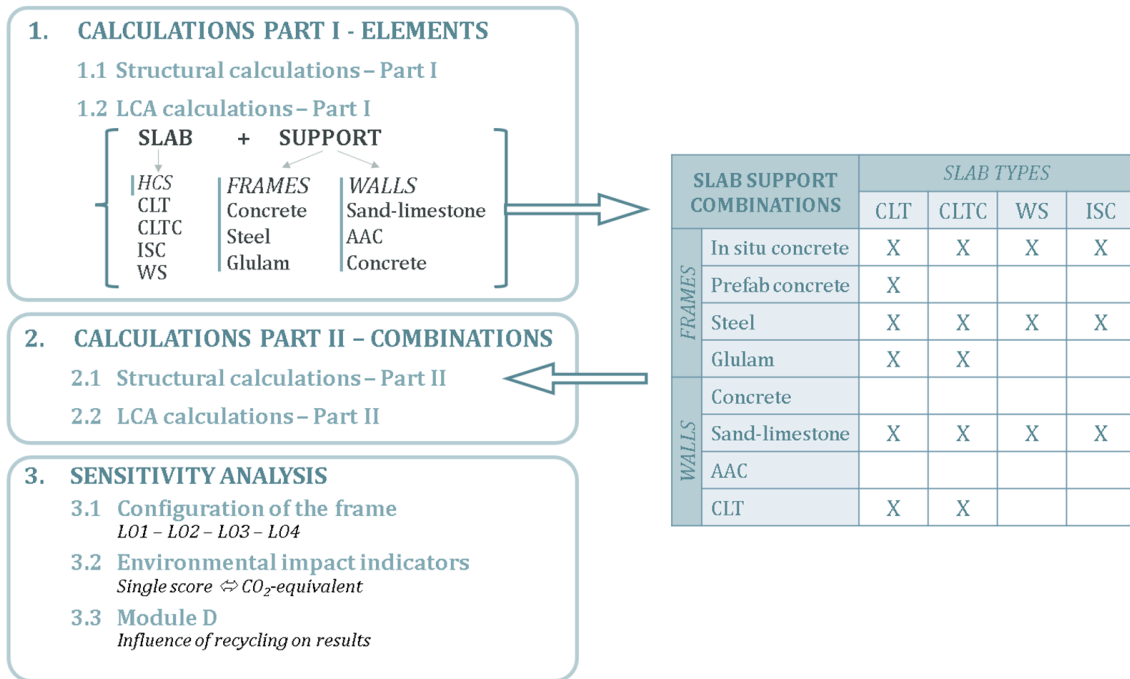 1. CALCULATIONS PART I - ELEMENTS
1.1 Structural calculations – Part I
1.2 LCA calculations – Part I
SLAB + SUPPORT
HCS
CLT
CLTC
ISC
WS
FRAMES
Concrete
Steel
Glulam
WALLS
Sand-limestone
AAC
Concrete
2. CALCULATIONS PART II – COMBINATIONS
2.1 Structural calculations – Part II
2.2 LCA calculations – Part II
3. SENSITIVITY ANALYSIS
3.1 Configuration of the frame
LO1 – LO2 – LO3 – LO4
3.2 Environmental impact indicators
Single score ⇔ CO₂-equivalent
3.3 Module D
Influence of recycling on results
SLAB SUPPORT
COMBINATIONS
SLAB TYPES
CLT CLTC WS ISC
FRAMES
In situ concrete X X X X
Prefab concrete X
Steel X X X X
Glulam X X
WALLS
Concrete
Sand-limestone X X X X
AAC
CLT X X